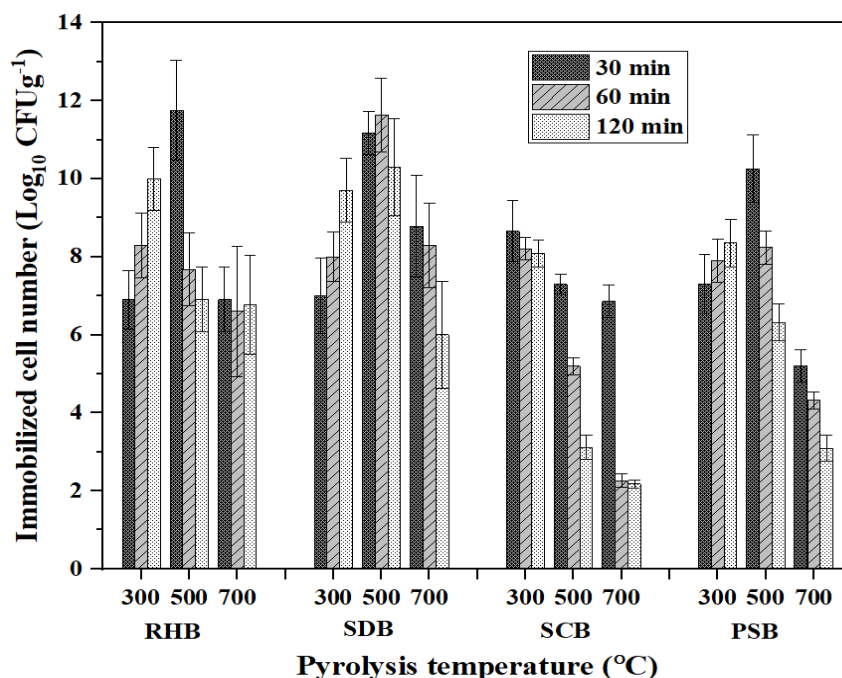 14
12
10
8
6
4
2
0
Immobilized cell number (Log₁₀ CFUg⁻¹)
30 min
60 min
120 min
300 500 700 300 500 700 300 500 700 300 500 700
RHB SDB SCB PSB
Pyrolysis temperature (°C)